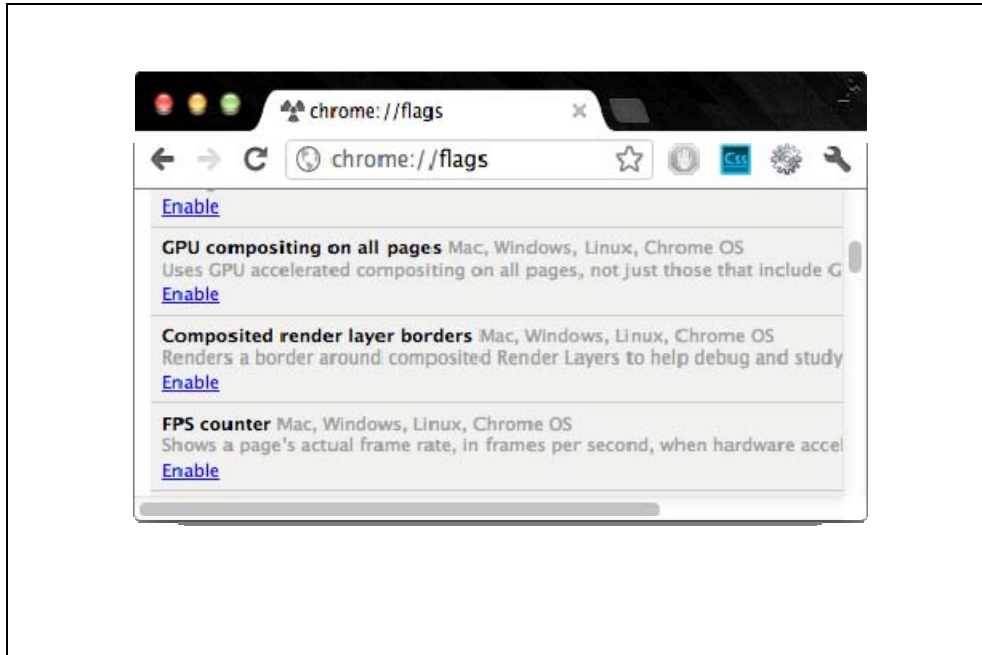 chrome://flags
chrome://flags
Css
Enable
GPU compositing on all pages Mac, Windows, Linux, Chrome OS
Uses GPU accelerated compositing on all pages, not just those that include G
Enable
Composited render layer borders Mac, Windows, Linux, Chrome OS
Renders a border around composited Render Layers to help debug and study
Enable
FPS counter Mac, Windows, Linux, Chrome OS
Shows a page's actual frame rate, in frames per second, when hardware accel
Enable